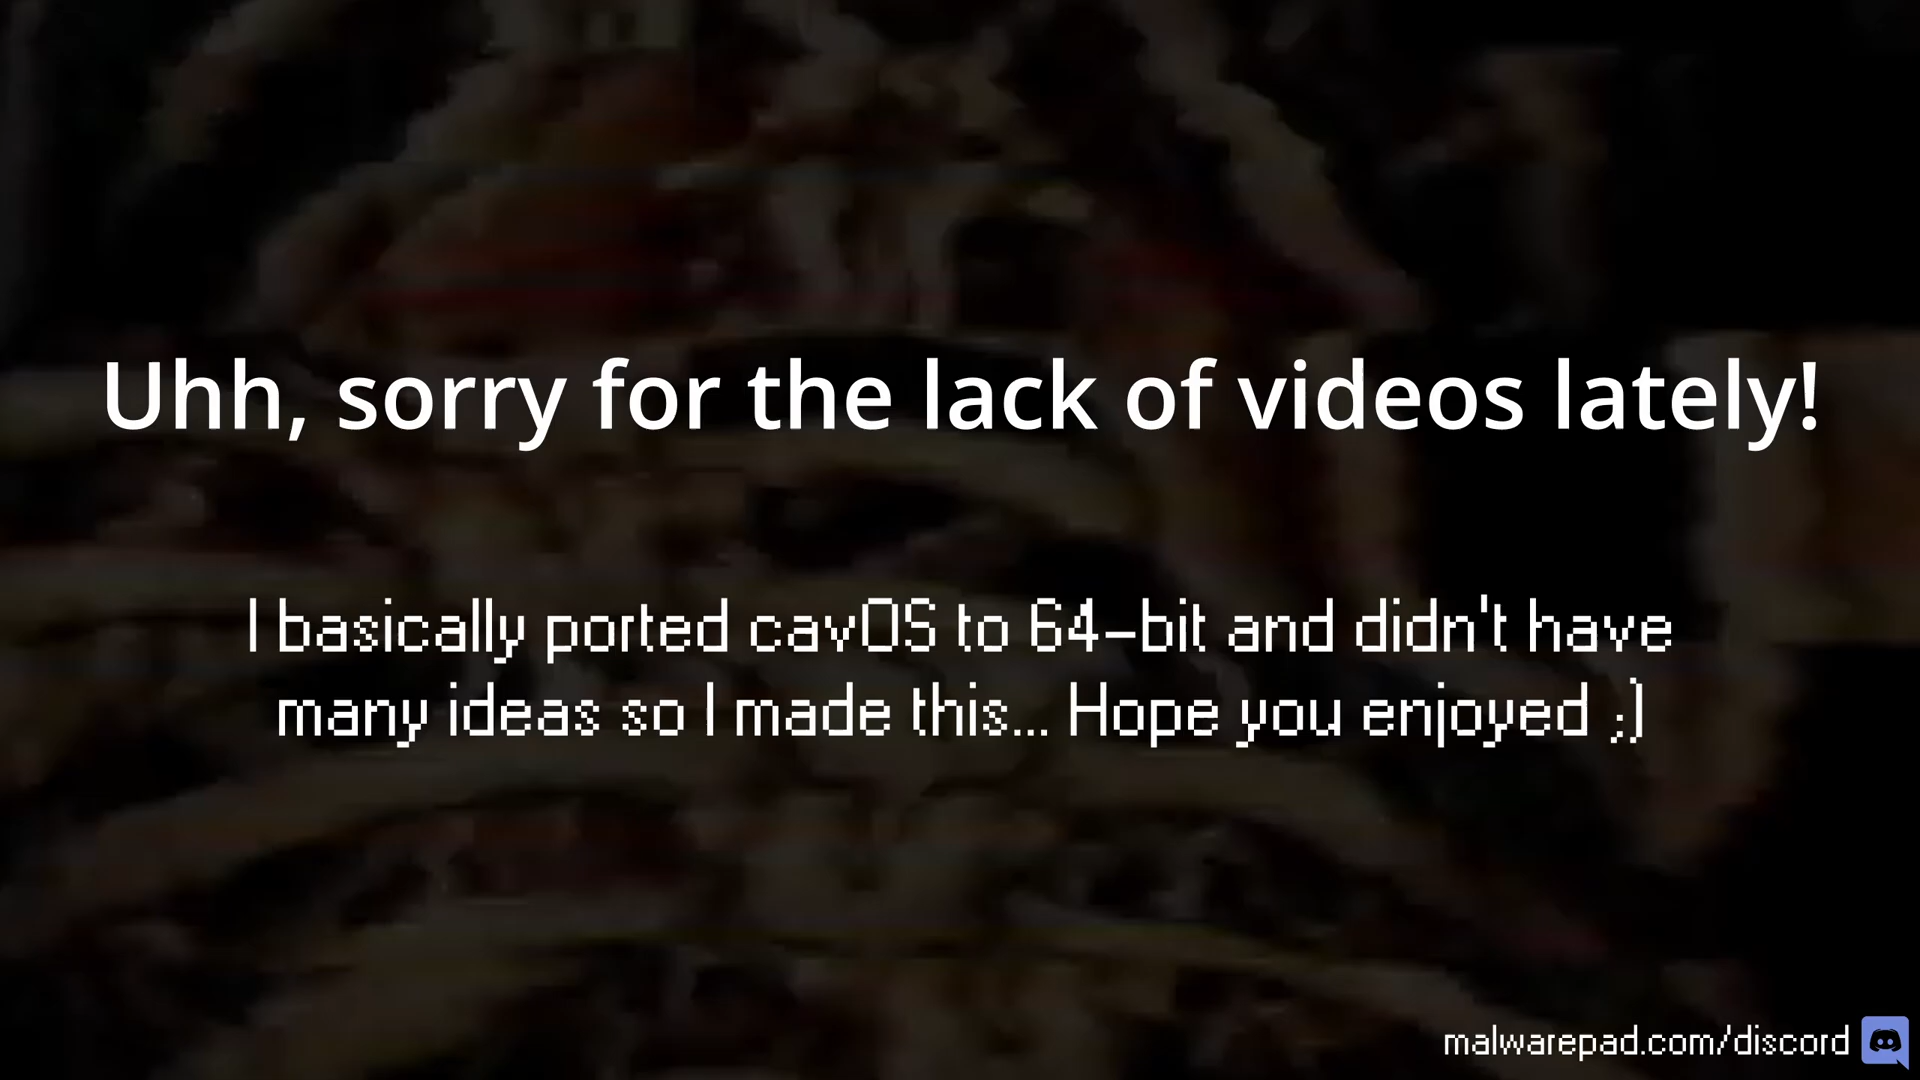 Uhh, sorry for the lack of videos lately!
I basically ported cavOS to 64-bit and didn't have
many ideas so I made this... Hope you enjoyed ;)
malwarepad.com/discord